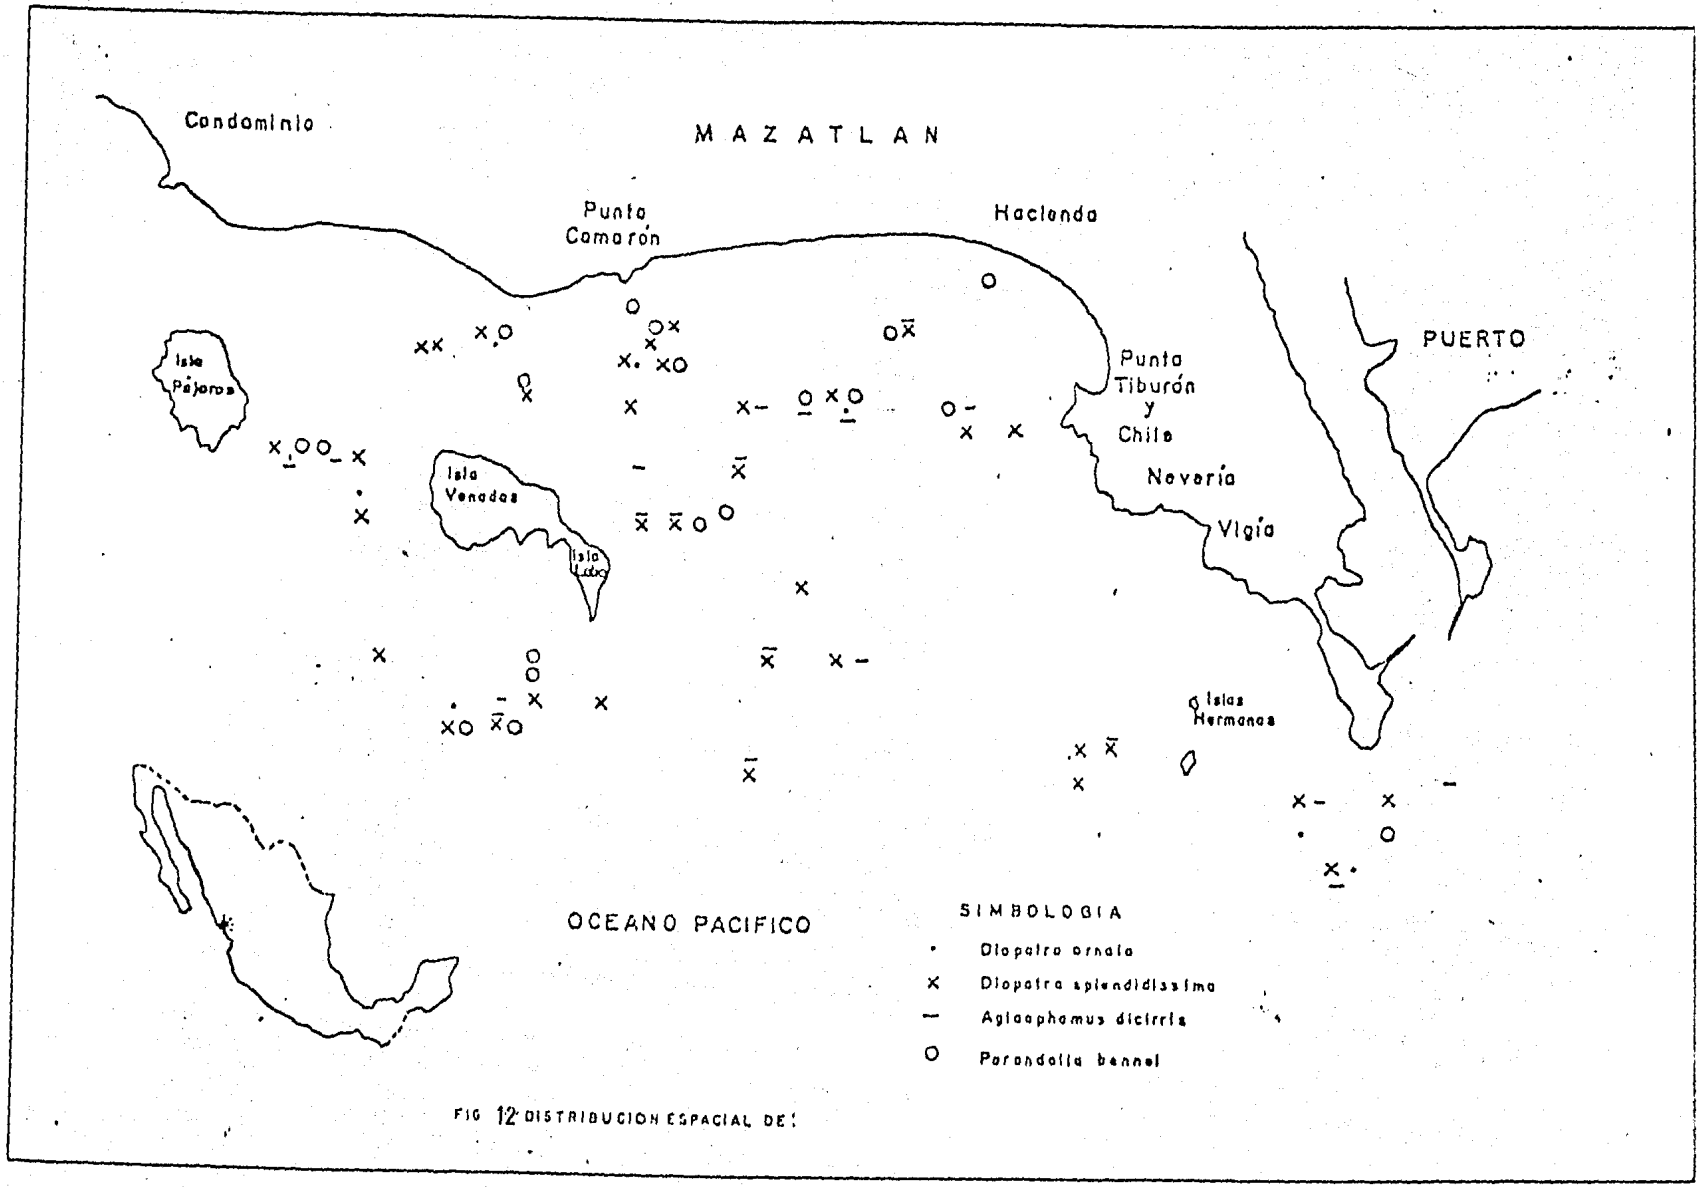 Condominio
MAZATLAN
Punta
Camarón
Hacienda
Isla
Pájaros
Punta
Tiburón
y
Chile
PUERTO
Isla
Venados
Nevería
Vigía
Isla
Lobo
Islas
Hermanas
OCEANO PACIFICO
SIMBOLOGIA
. Diopatra ornata
x Diopatra splendidissima
– Aglaophamus dicirris
o Parandalia bennei
FIG 12 DISTRIBUCION ESPACIAL DE: